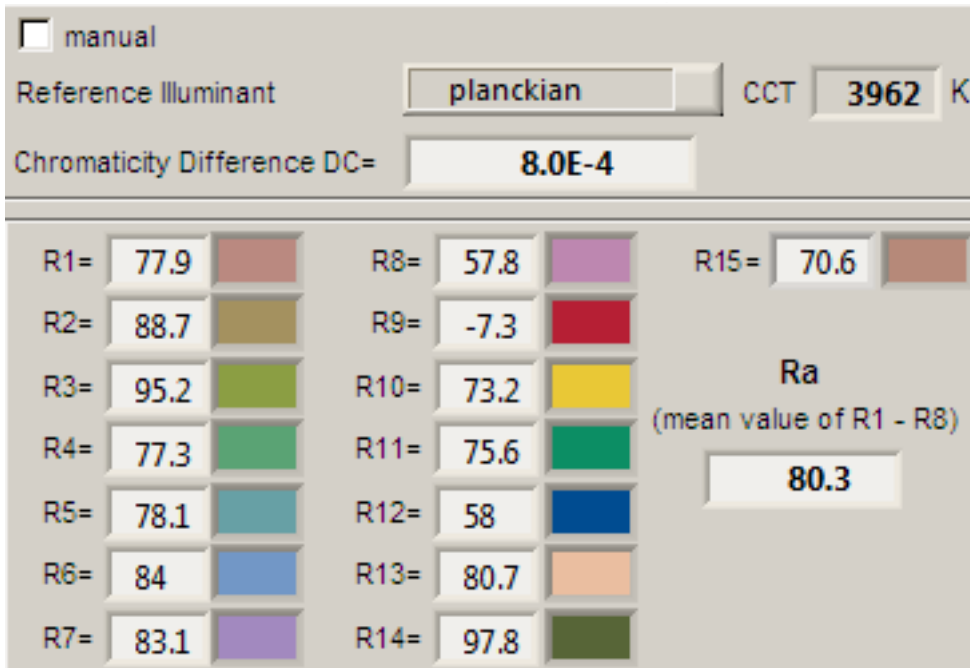 manual
Reference Illuminant planckian CCT 3962 K
Chromaticity Difference DC= 8.0E-4
R1= 77.9 R8= 57.8 R15= 70.6
R2= 88.7 R9= -7.3
R3= 95.2 R10= 73.2 Ra
(mean value of R1 - R8)
R4= 77.3 R11= 75.6
80.3
R5= 78.1 R12= 58
R6= 84 R13= 80.7
R7= 83.1 R14= 97.8